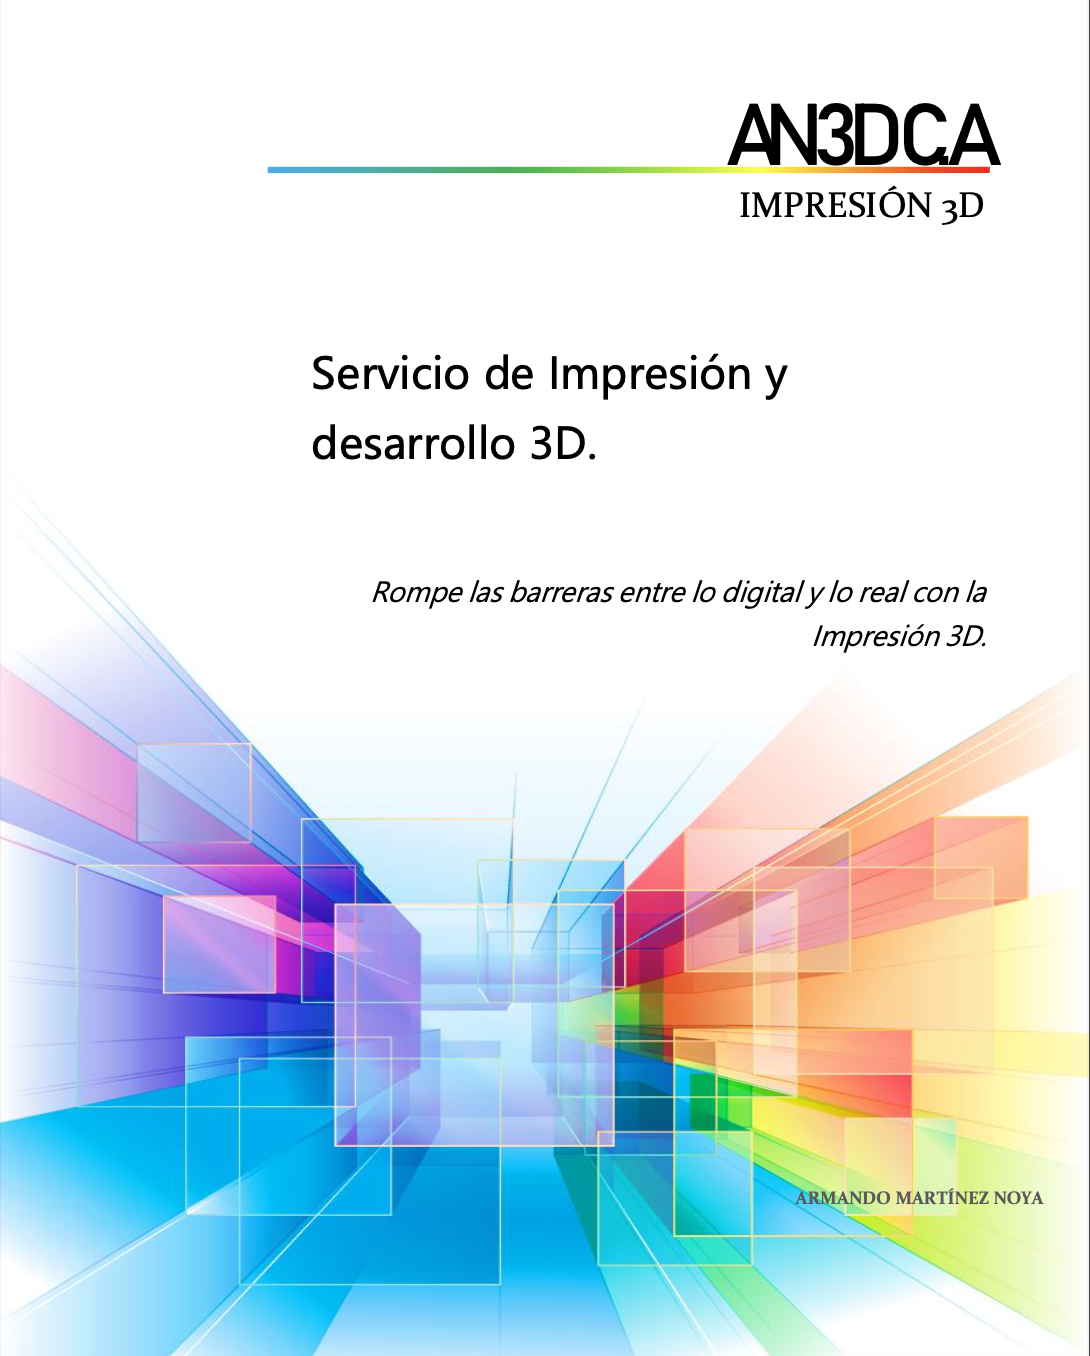 AN3DC.A
IMPRESIÓN 3D
Servicio de Impresión y
desarrollo 3D.
Rompe las barreras entre lo digital y lo real con la
Impresión 3D.
ARMANDO MARTÍNEZ NOYA